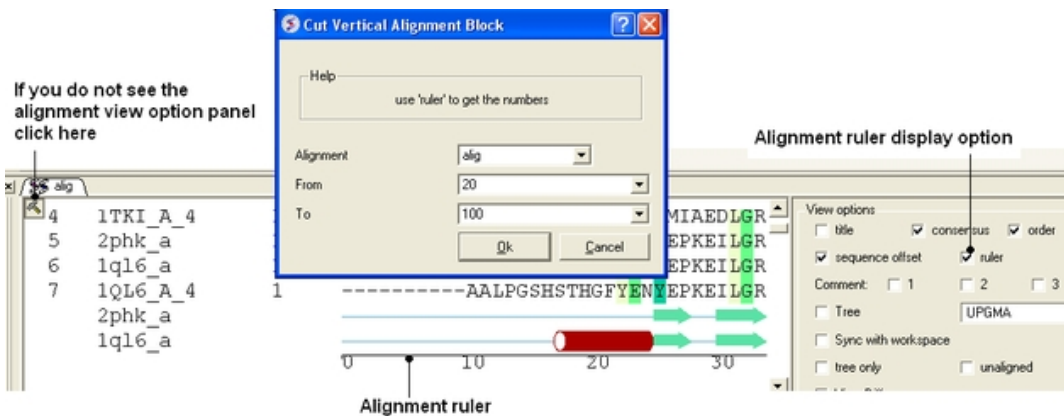 Cut Vertical Alignment Block
Help
use 'ruler' to get the numbers
Alignment
alig
From
20
To
100
Ok
Cancel
If you do not see the
alignment view option panel
click here
Alignment ruler display option
alig
4 1TKI_A_4 MIAEDLGR
5 2phk_a EPKEILGR
6 1ql6_a EPKEILGR
7 1QL6_A_4 1 ----------AALPGSHSTHGFYENYEPKEILGR
2phk_a
1ql6_a
0 10 20 30
Alignment ruler
View options
title consensus order
sequence offset ruler
Comment: 1 2 3
Tree UPGMA
Sync with workspace
tree only unaligned